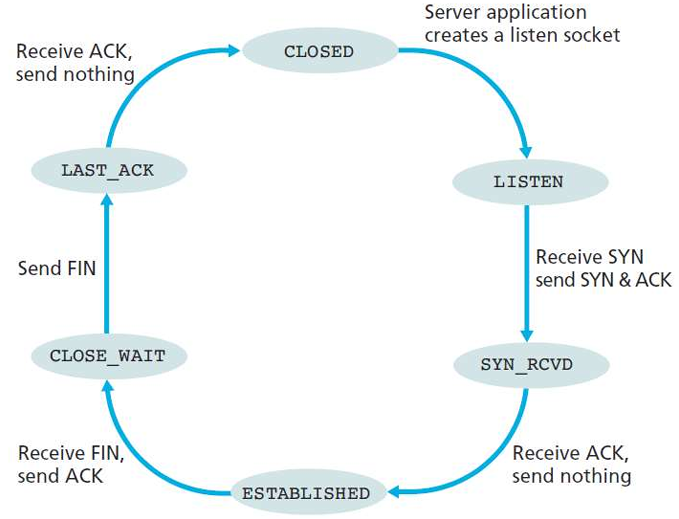 Server application
creates a listen socket
Receive ACK,
send nothing
CLOSED
LAST_ACK
LISTEN
Send FIN
Receive SYN
send SYN & ACK
CLOSE_WAIT
SYN_RCVD
Receive FIN,
send ACK
Receive ACK,
send nothing
ESTABLISHED